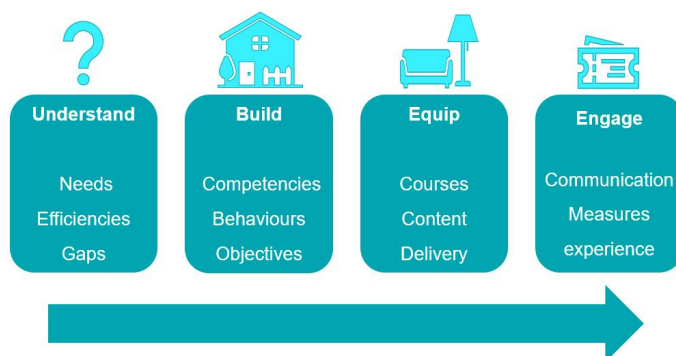 Understand
Needs
Efficiencies
Gaps
Build
Competencies
Behaviours
Objectives
Equip
Courses
Content
Delivery
Engage
Communication
Measures
experience